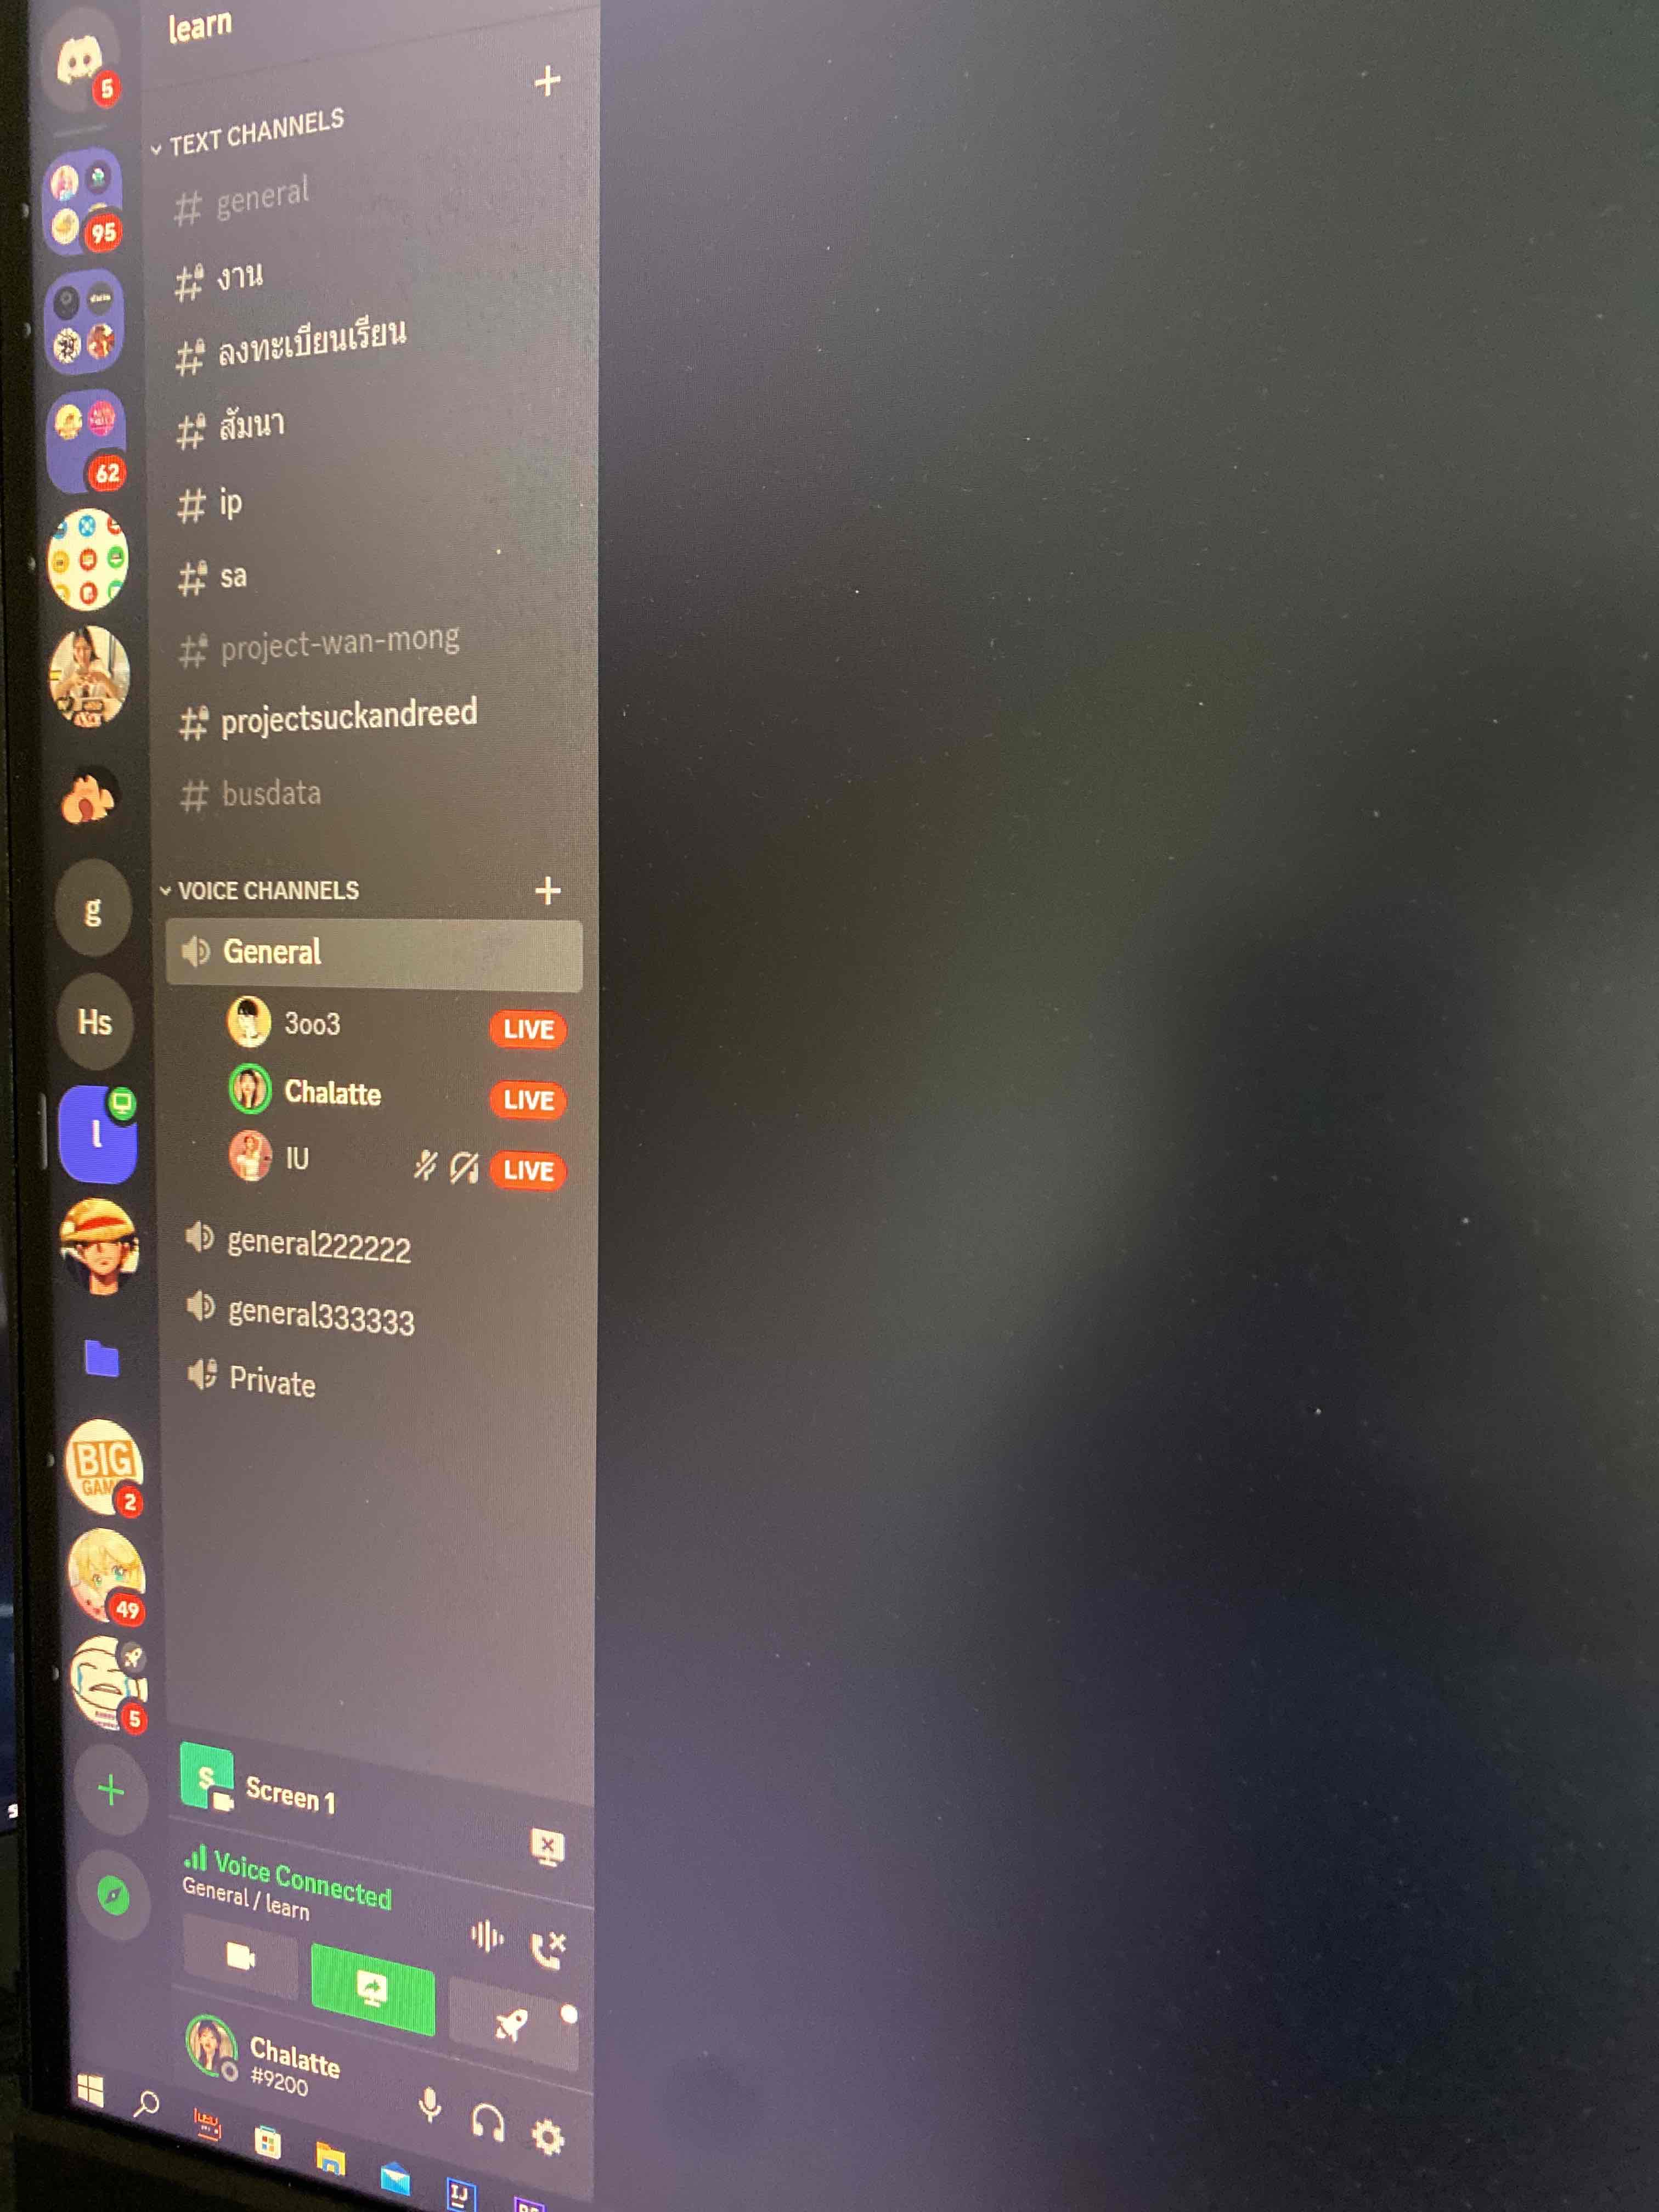 learn
5
TEXT CHANNELS
general
95
งาน
ลงทะเบียนเรียน
สัมนา
62
ip
sa
project-wan-mong
projectsuckandreed
busdata
VOICE CHANNELS
g
General
Hs
3oo3 LIVE
Chalatte LIVE
l
IU LIVE
general222222
general333333
Private
BIG
GAM
2
49
5
S
Screen 1
Voice Connected
General / learn
Chalatte
#9200
IJ